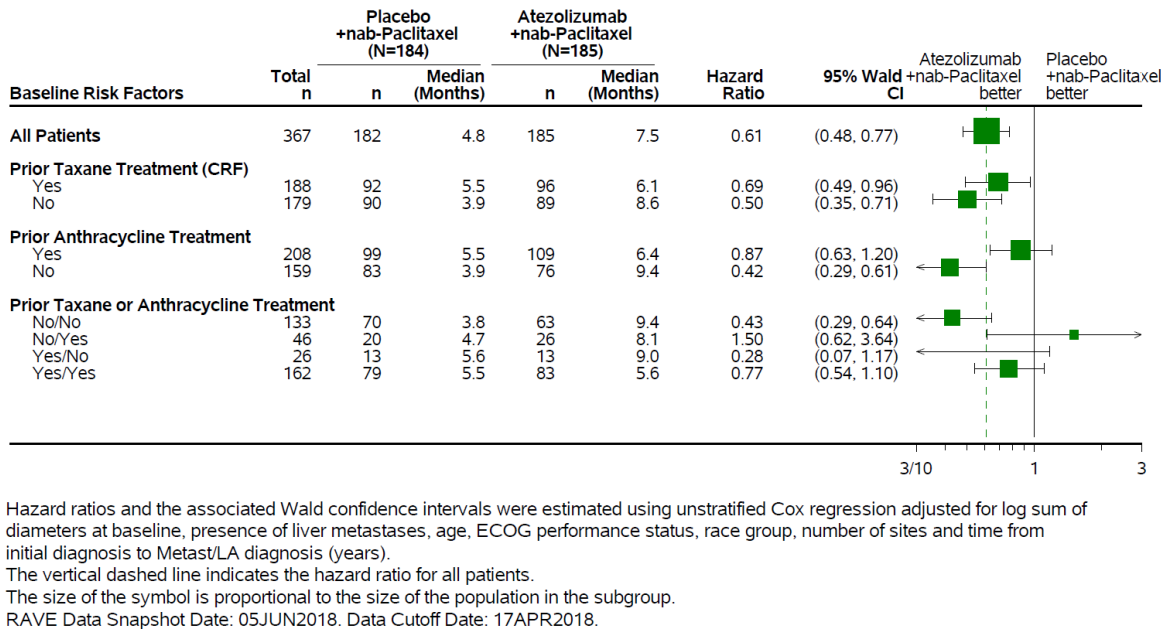 Placebo Atezolizumab
+nab-Paclitaxel +nab-Paclitaxel
(N=184) (N=185)
Atezolizumab Placebo
+nab-Paclitaxel +nab-Paclitaxel
better better
Total Median Median Hazard 95% Wald
Baseline Risk Factors n n (Months) n (Months) Ratio CI
All Patients 367 182 4.8 185 7.5 0.61 (0.48, 0.77)
Prior Taxane Treatment (CRF)
Yes 188 92 5.5 96 6.1 0.69 (0.49, 0.96)
No 179 90 3.9 89 8.6 0.50 (0.35, 0.71)
Prior Anthracycline Treatment
Yes 208 99 5.5 109 6.4 0.87 (0.63, 1.20)
No 159 83 3.9 76 9.4 0.42 (0.29, 0.61)
Prior Taxane or Anthracycline Treatment
No/No 133 70 3.8 63 9.4 0.43 (0.29, 0.64)
No/Yes 46 20 4.7 26 8.1 1.50 (0.62, 3.64)
Yes/No 26 13 5.6 13 9.0 0.28 (0.07, 1.17)
Yes/Yes 162 79 5.5 83 5.6 0.77 (0.54, 1.10)
3/10 1 3
Hazard ratios and the associated Wald confidence intervals were estimated using unstratified Cox regression adjusted for log sum of
diameters at baseline, presence of liver metastases, age, ECOG performance status, race group, number of sites and time from
initial diagnosis to Metast/LA diagnosis (years).
The vertical dashed line indicates the hazard ratio for all patients.
The size of the symbol is proportional to the size of the population in the subgroup.
RAVE Data Snapshot Date: 05JUN2018. Data Cutoff Date: 17APR2018.